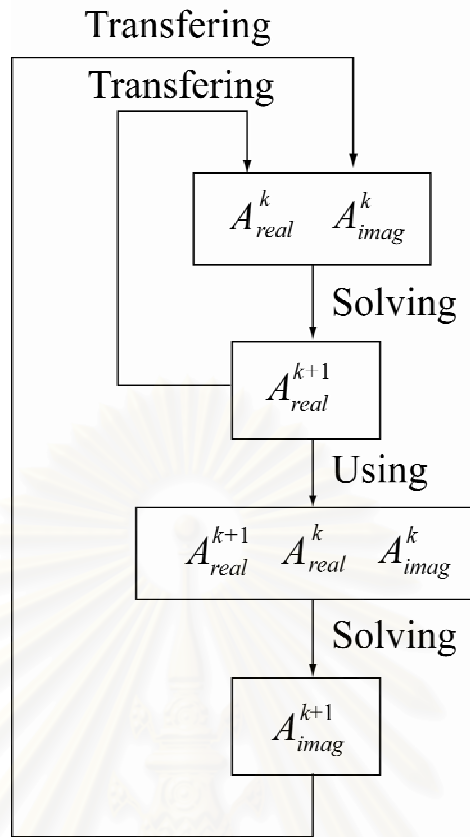 Transfering
Transfering
A^k_real A^k_imag
Solving
A^{k+1}_real
Using
A^{k+1}_real A^k_real A^k_imag
Solving
A^{k+1}_imag